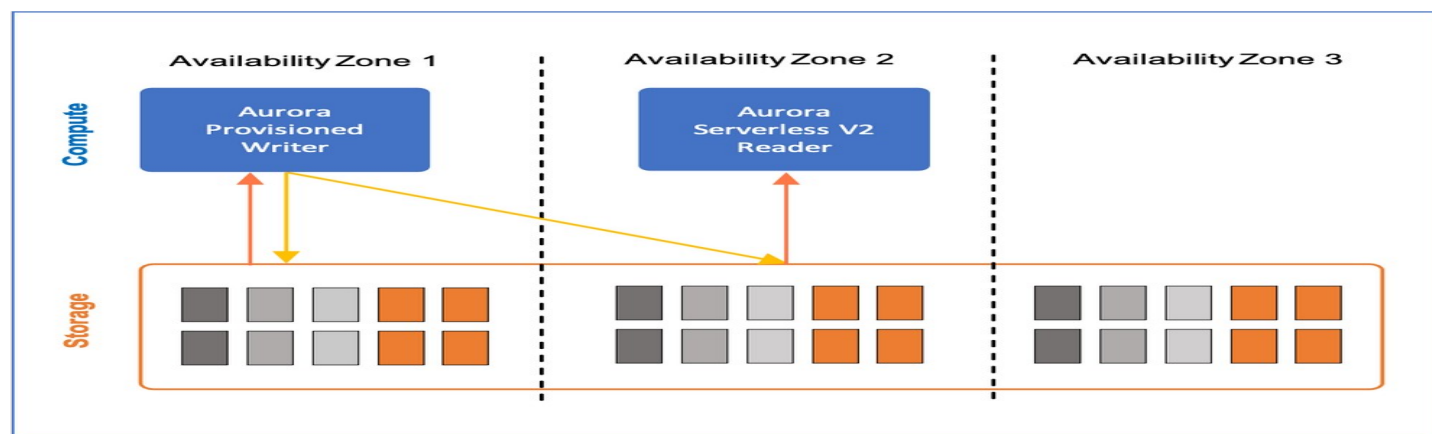 Availability Zone 1
Availability Zone 2
Availability Zone 3
Compute
Aurora
Provisioned
Writer
Aurora
Serverless V2
Reader
Storage